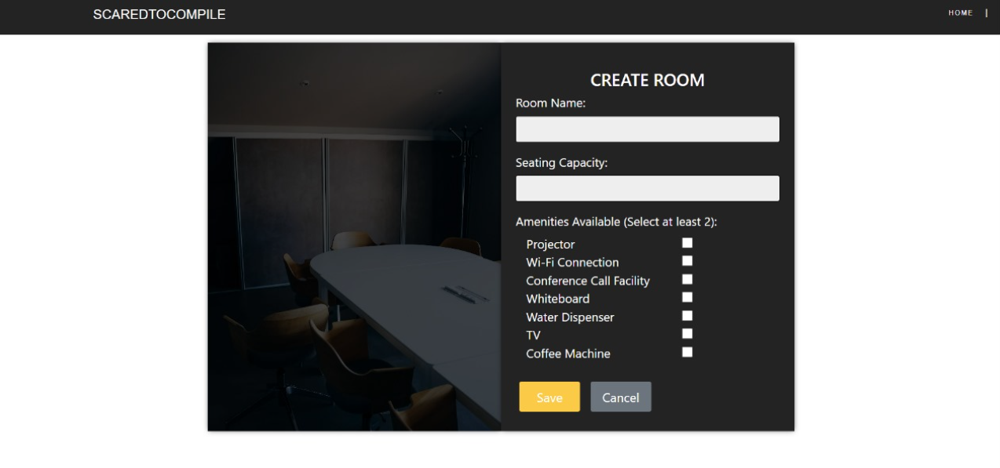 SCAREDTOCOMPILE
HOME |
CREATE ROOM
Room Name:
Seating Capacity:
Amenities Available (Select at least 2):
Projector
Wi-Fi Connection
Conference Call Facility
Whiteboard
Water Dispenser
TV
Coffee Machine
Save Cancel